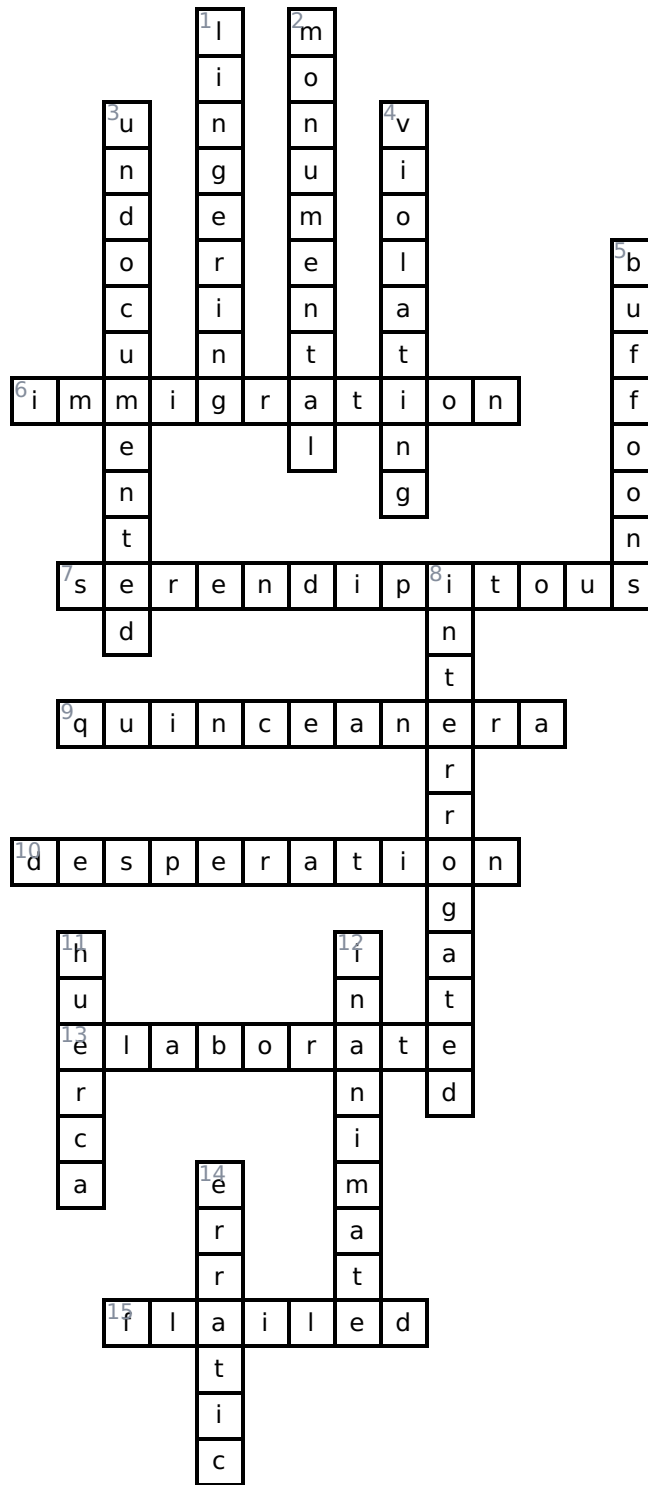 1 lingering
2 monumental
3 undocumented
4 violating
5 buffoons
6 immigration
7 serendipitous
8 interrogated
9 quinceanera
10 desperation
11 huerca
12 inanimate
13 elaborate
14 erratic
15 flailed